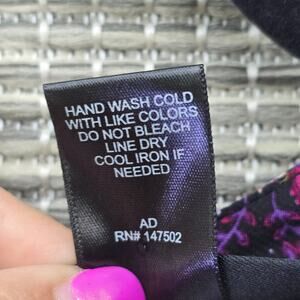 HAND WASH COLD
WITH LIKE COLORS
DO NOT BLEACH
LINE DRY
COOL IRON IF
NEEDED
AD
RN# 147502